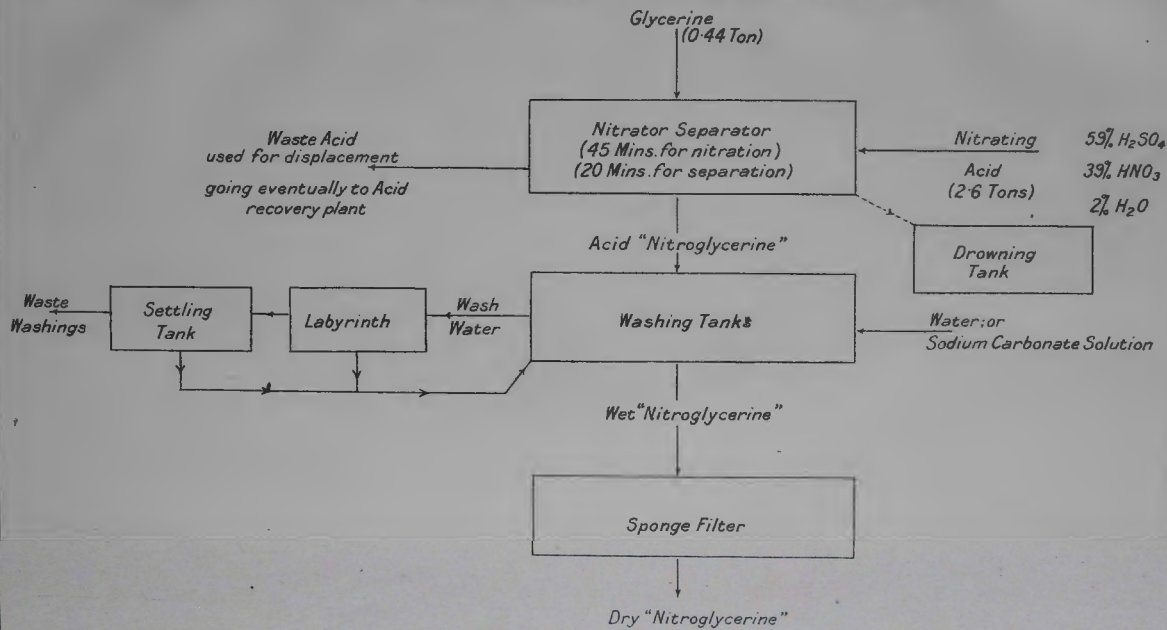 Glycerine
(0·44 Ton)
Nitrator Separator
(45 Mins. for nitration)
(20 Mins. for separation)
Waste Acid
used for displacement
going eventually to Acid
recovery plant
Nitrating
Acid
(2·6 Tons)
59% H₂SO₄
39% HNO₃
2% H₂O
Acid "Nitroglycerine"
Drowning
Tank
Waste
Washings
Settling
Tank
Labyrinth
Wash
Water
Washing Tanks
Water; or
Sodium Carbonate Solution
Wet "Nitroglycerine"
Sponge Filter
Dry "Nitroglycerine"